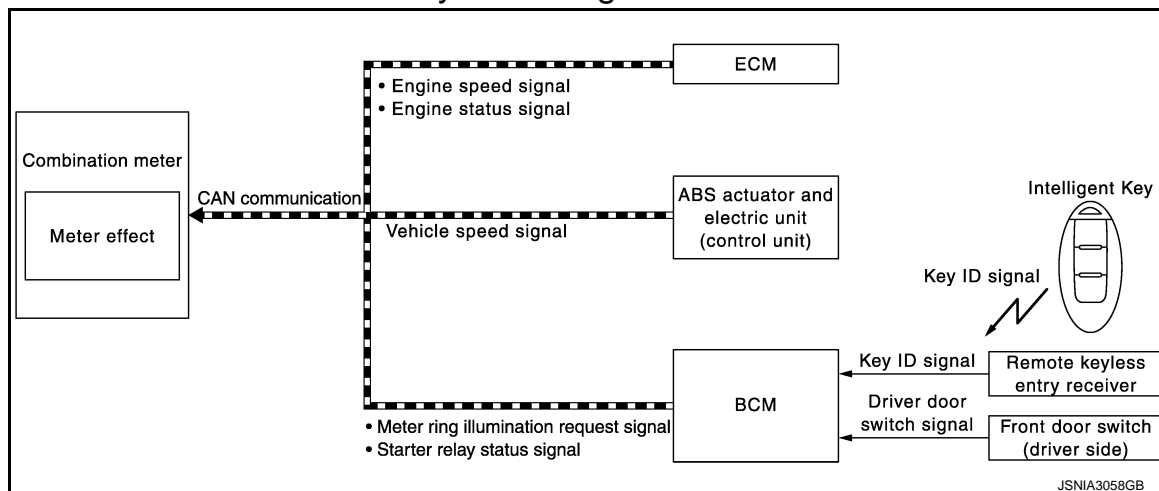 ECM
• Engine speed signal
• Engine status signal
Combination meter
Meter effect
CAN communication
Vehicle speed signal
ABS actuator and
electric unit
(control unit)
Intelligent Key
Key ID signal
BCM
Key ID signal
Remote keyless
entry receiver
Driver door
switch signal
Front door switch
(driver side)
• Meter ring illumination request signal
• Starter relay status signal
JSNIA3058GB